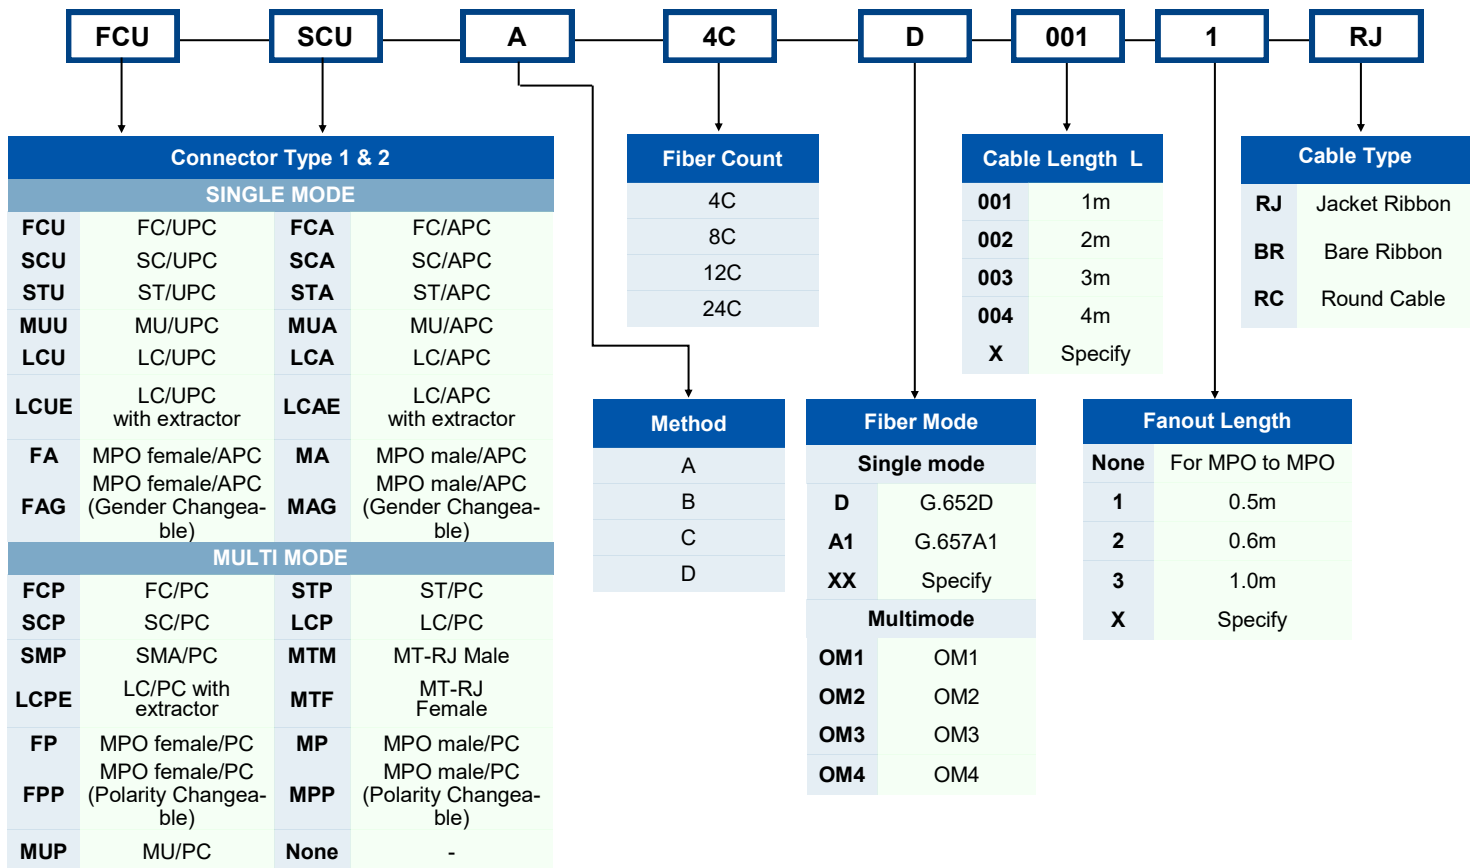 FCU SCU A 4C D 001 1 RJ
Connector Type 1 & 2
SINGLE MODE
FCU FC/UPC FCA FC/APC
SCU SC/UPC SCA SC/APC
STU ST/UPC STA ST/APC
MUU MU/UPC MUA MU/APC
LCU LC/UPC LCA LC/APC
LCUE LC/UPC with extractor LCAE LC/APC with extractor
FA MPO female/APC MA MPO male/APC
FAG MPO female/APC (Gender Changea-ble) MAG MPO male/APC (Gender Changea-ble)
MULTI MODE
FCP FC/PC STP ST/PC
SCP SC/PC LCP LC/PC
SMP SMA/PC MTM MT-RJ Male
LCPE LC/PC with extractor MTF MT-RJ Female
FP MPO female/PC MP MPO male/PC
FPP MPO female/PC (Polarity Changea-ble) MPP MPO male/PC (Polarity Changea-ble)
MUP MU/PC None -
Method
A
B
C
D
Fiber Count
4C
8C
12C
24C
Fiber Mode
Single mode
D G.652D
A1 G.657A1
XX Specify
Multimode
OM1 OM1
OM2 OM2
OM3 OM3
OM4 OM4
Cable Length L
001 1m
002 2m
003 3m
004 4m
X Specify
Fanout Length
None For MPO to MPO
1 0.5m
2 0.6m
3 1.0m
X Specify
Cable Type
RJ Jacket Ribbon
BR Bare Ribbon
RC Round Cable